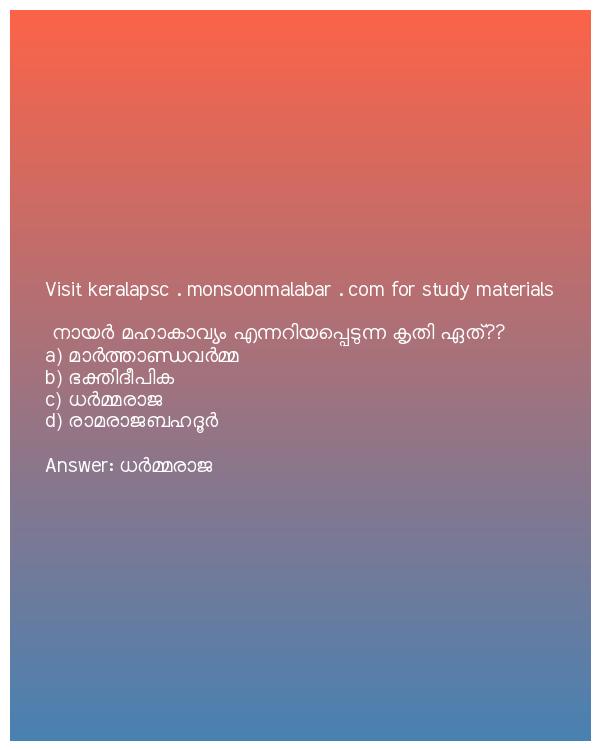 Visit keralapsc . monsoonmalabar . com for study materials
നായർ മഹാകാവ്യം എന്നറിയപ്പെടുന്ന കൃതി ഏത്??
a) മാർത്താണ്ഡവർമ്മ
b) ഭക്തിദീപിക
c) ധർമ്മരാജ
d) രാമരാജബഹദൂർ
Answer: ധർമ്മരാജ